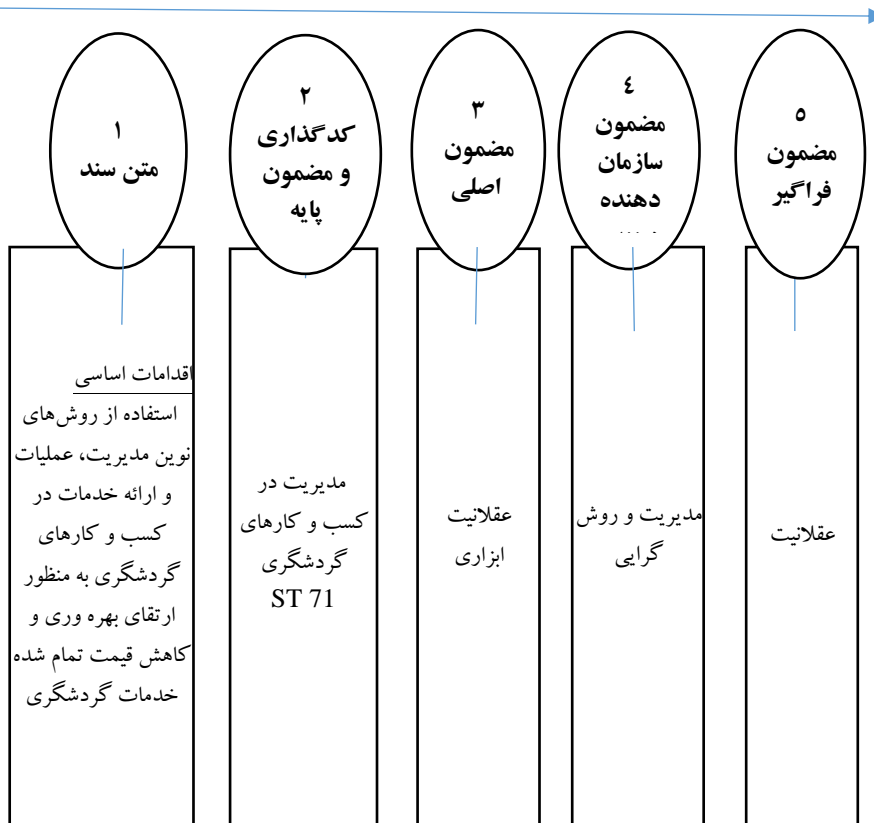 ۱
متن سند
۲
کدگذاری
و مضمون
پایه
۳
مضمون
اصلی
٤
مضمون
سازمان
دهنده
۵
مضمون
فراگیر
اقدامات اساسی
استفاده از روش‌های
نوین مدیریت، عملیات
و ارائه خدمات در
کسب و کارهای
گردشگری به منظور
ارتقای بهره وری و
کاهش قیمت تمام شده
خدمات گردشگری
مدیریت در
کسب و کارهای
گردشگری
ST 71
عقلانیت
ابزاری
مدیریت و روش
گرایی
عقلانیت